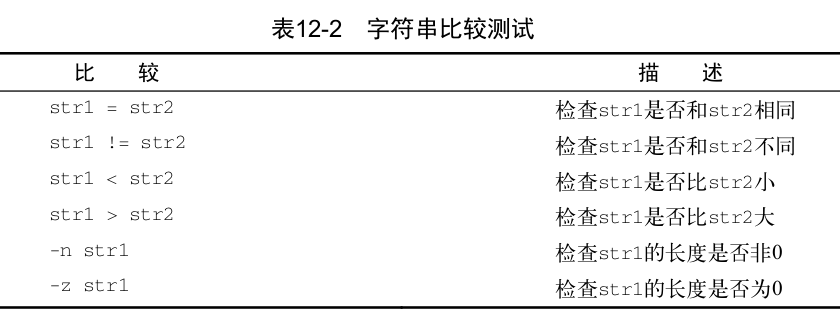 表12-2 字符串比较测试
比 较 描 述
str1 = str2 检查str1是否和str2相同
str1 != str2 检查str1是否和str2不同
str1 < str2 检查str1是否比str2小
str1 > str2 检查str1是否比str2大
-n str1 检查str1的长度是否非0
-z str1 检查str1的长度是否为0